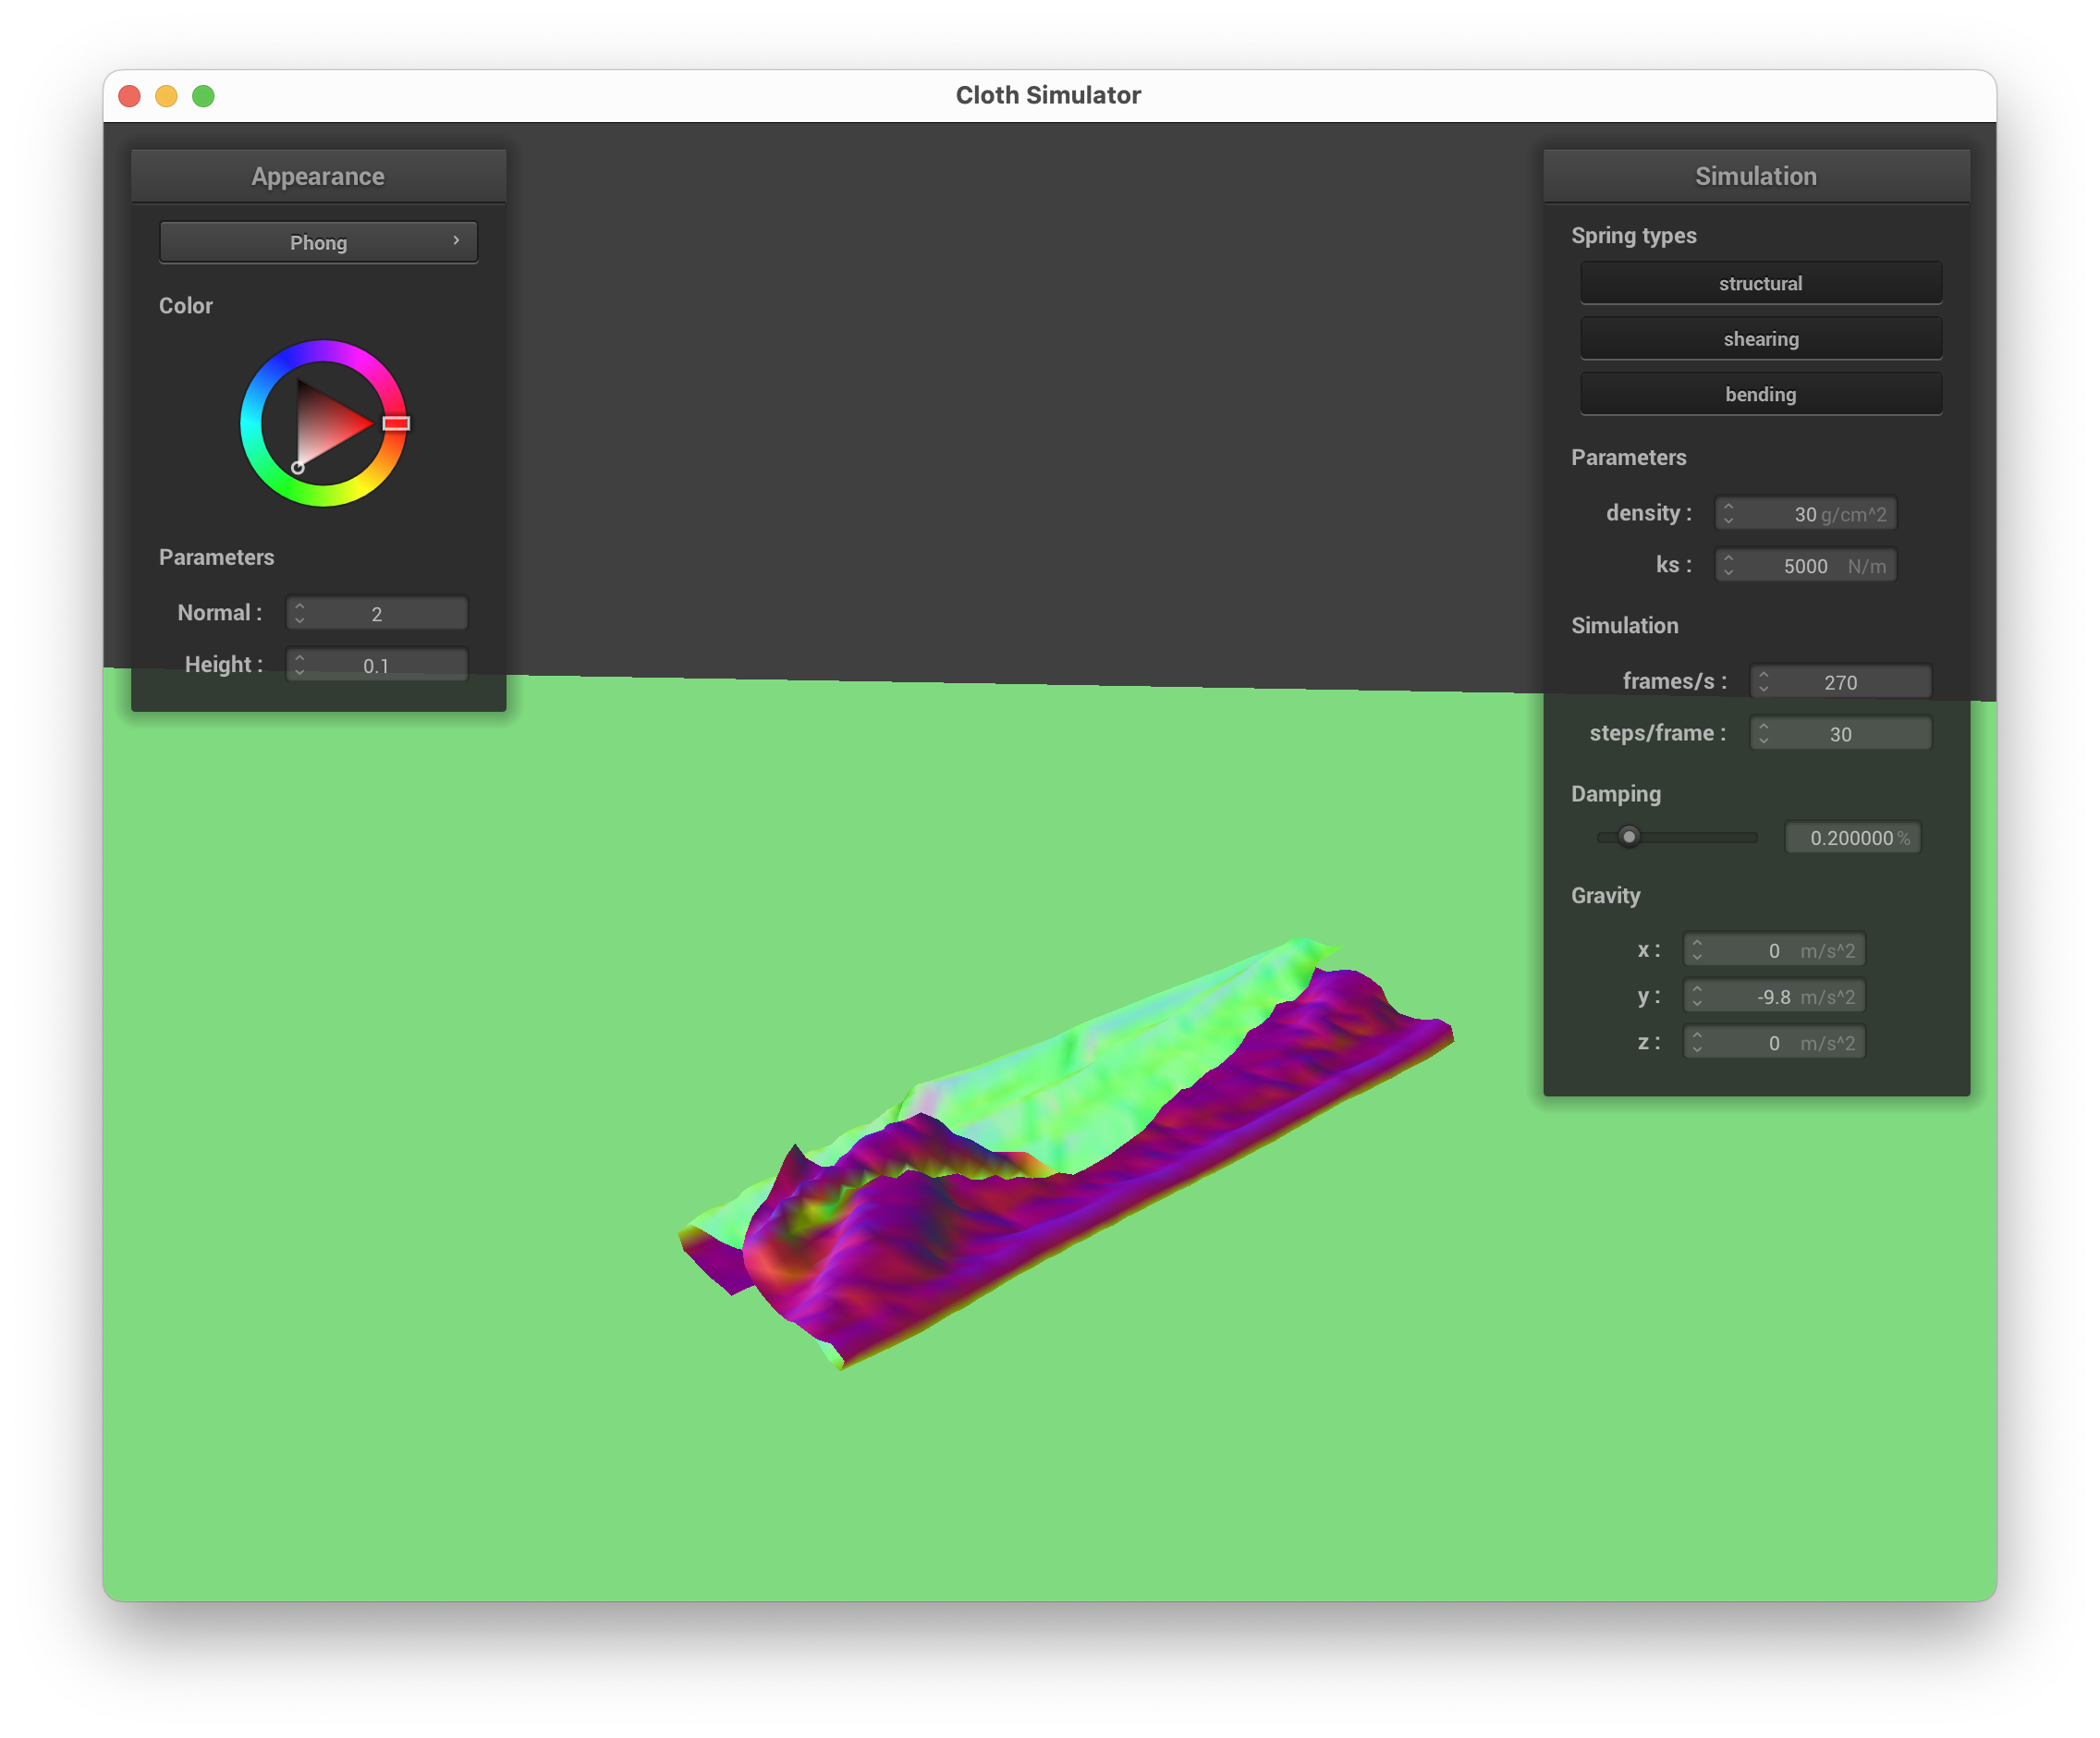 Cloth Simulator
Appearance
Phong
Color
Parameters
Normal : 2
Height : 0.1
Simulation
Spring types
structural
shearing
bending
Parameters
density : 30 g/cm^2
ks : 5000 N/m
Simulation
frames/s : 270
steps/frame : 30
Damping
0.200000 %
Gravity
x : 0 m/s^2
y : -9.8 m/s^2
z : 0 m/s^2